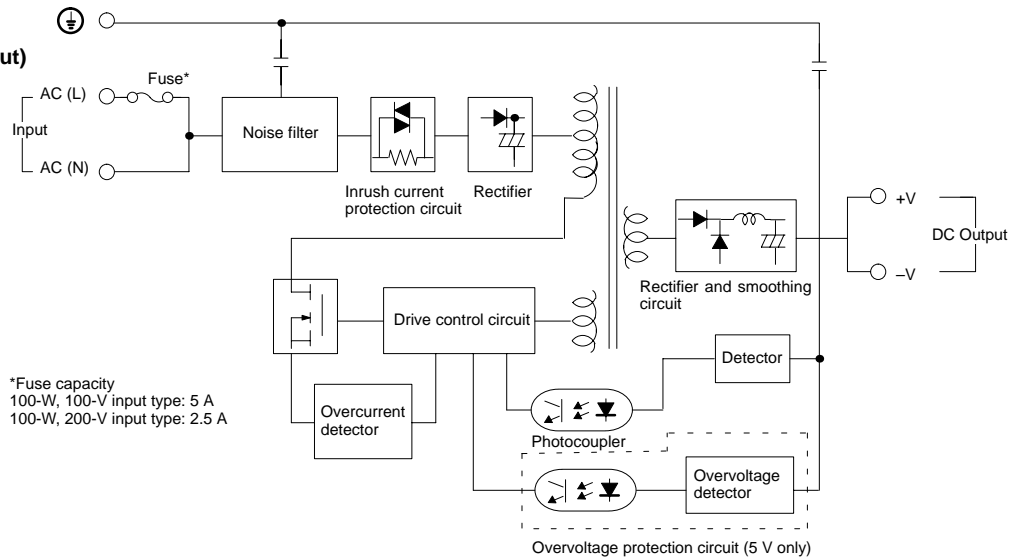 ut)
Fuse*
AC (L)
Input
Noise filter
AC (N)
Inrush current
protection circuit
Rectifier
+V
DC Output
–V
Rectifier and smoothing
circuit
Drive control circuit
Detector
*Fuse capacity
100-W, 100-V input type: 5 A
100-W, 200-V input type: 2.5 A
Overcurrent
detector
Photocoupler
Overvoltage
detector
Overvoltage protection circuit (5 V only)